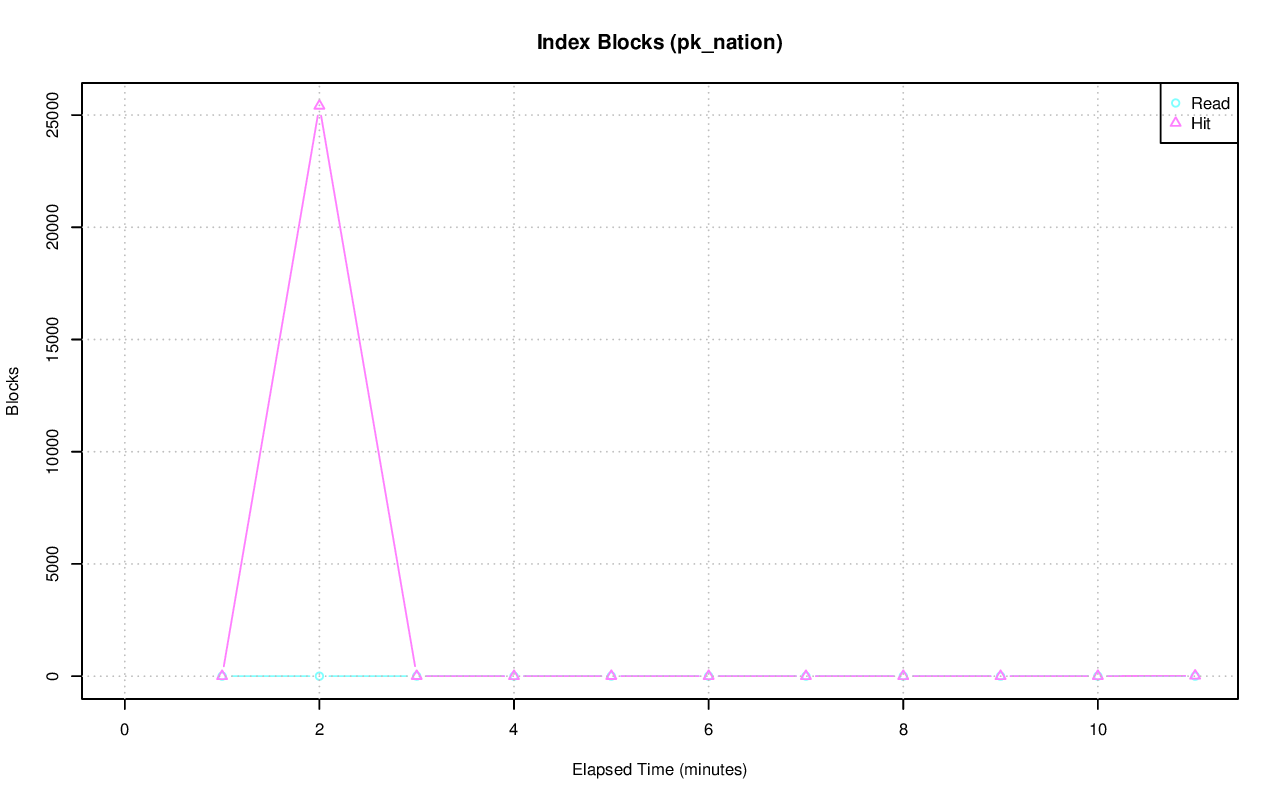 Index Blocks (pk_nation)
Read
Hit
25000
20000
15000
10000
5000
0
Blocks
0 2 4 6 8 10
Elapsed Time (minutes)